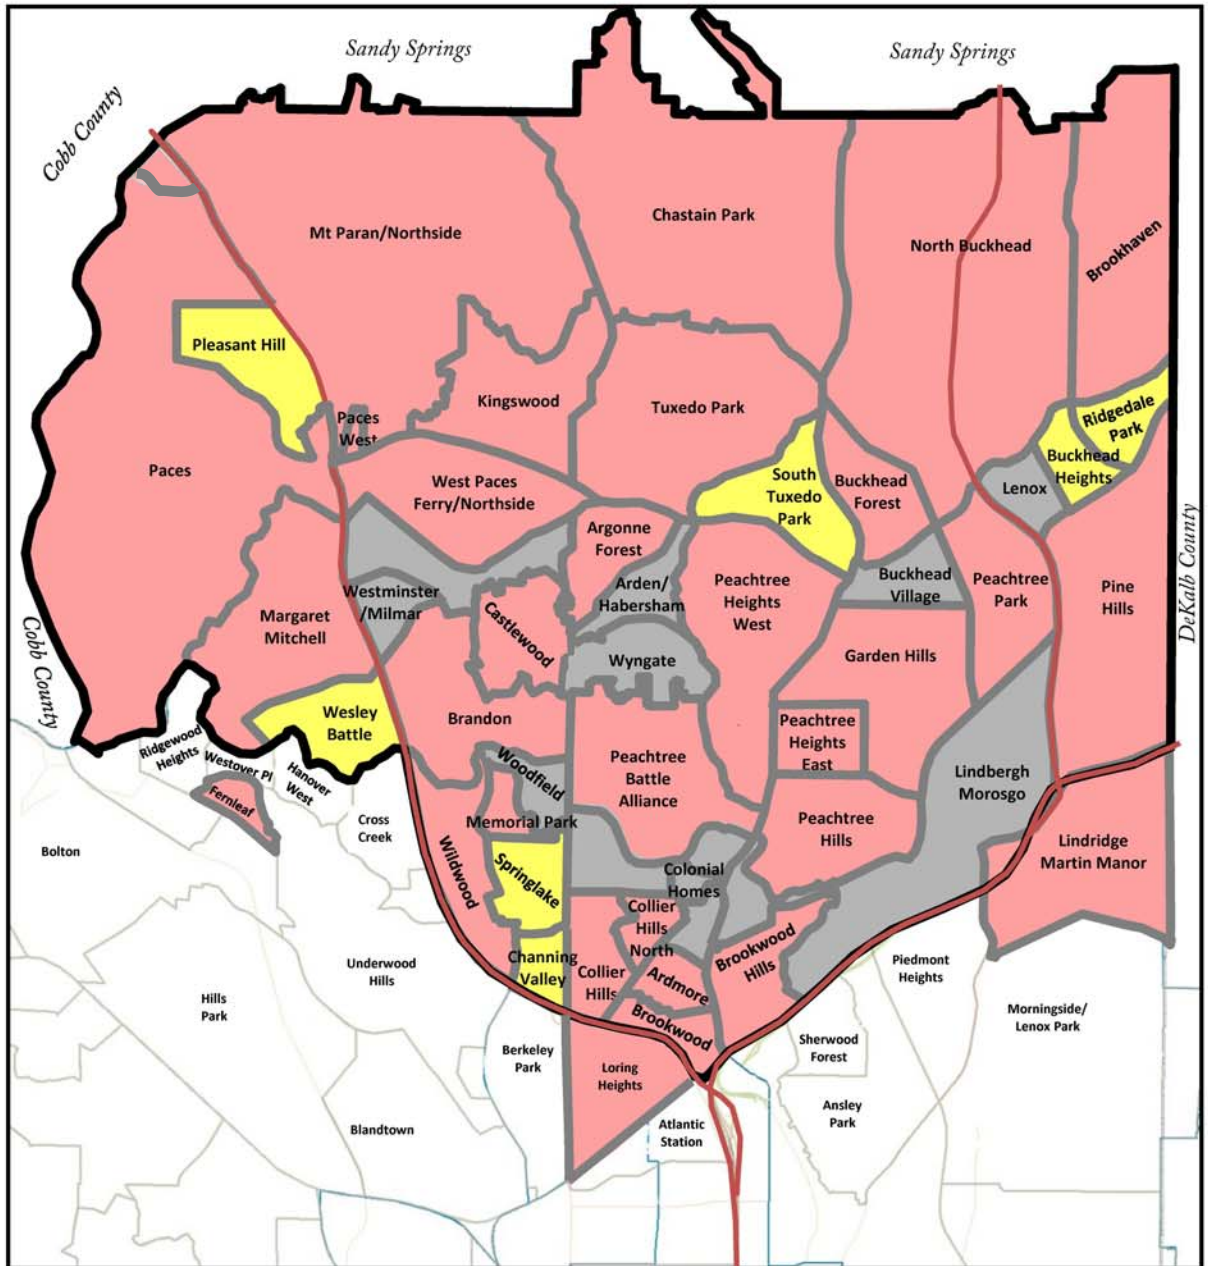 Sandy Springs
Sandy Springs
Cobb County
Mt Paran/Northside
Chastain Park
North Buckhead
Brookhaven
Pleasant Hill
Paces
West
Kingswood
Tuxedo Park
Ridgedale
Park
Buckhead
Heights
Paces
West Paces
Ferry/Northside
South
Tuxedo
Park
Buckhead
Forest
Lenox
Argonne
Forest
DeKalb County
Westminster
/Milmar
Arden/
Habersham
Peachtree
Heights
West
Buckhead
Village
Peachtree
Park
Pine
Hills
Margaret
Mitchell
Castlewood
Wyngate
Garden Hills
Cobb County
Wesley
Battle
Brandon
Peachtree
Heights
East
Ridgewood
Heights
Westover Pl
Hanover
West
Fernleaf
Woodfield
Peachtree
Battle
Alliance
Lindbergh
Morosgo
Cross
Creek
Memorial Park
Peachtree
Hills
Lindridge
Martin Manor
Bolton
Wildwood
Springlake
Colonial
Homes
Collier
Hills
North
Brookwood
Hills
Underwood
Hills
Channing
Valley
Collier
Hills
Ardmore
Brookwood
Piedmont
Heights
Hills
Park
Morningside/
Lenox Park
Berkeley
Park
Loring
Heights
Sherwood
Forest
Blandtown
Atlantic
Station
Ansley
Park